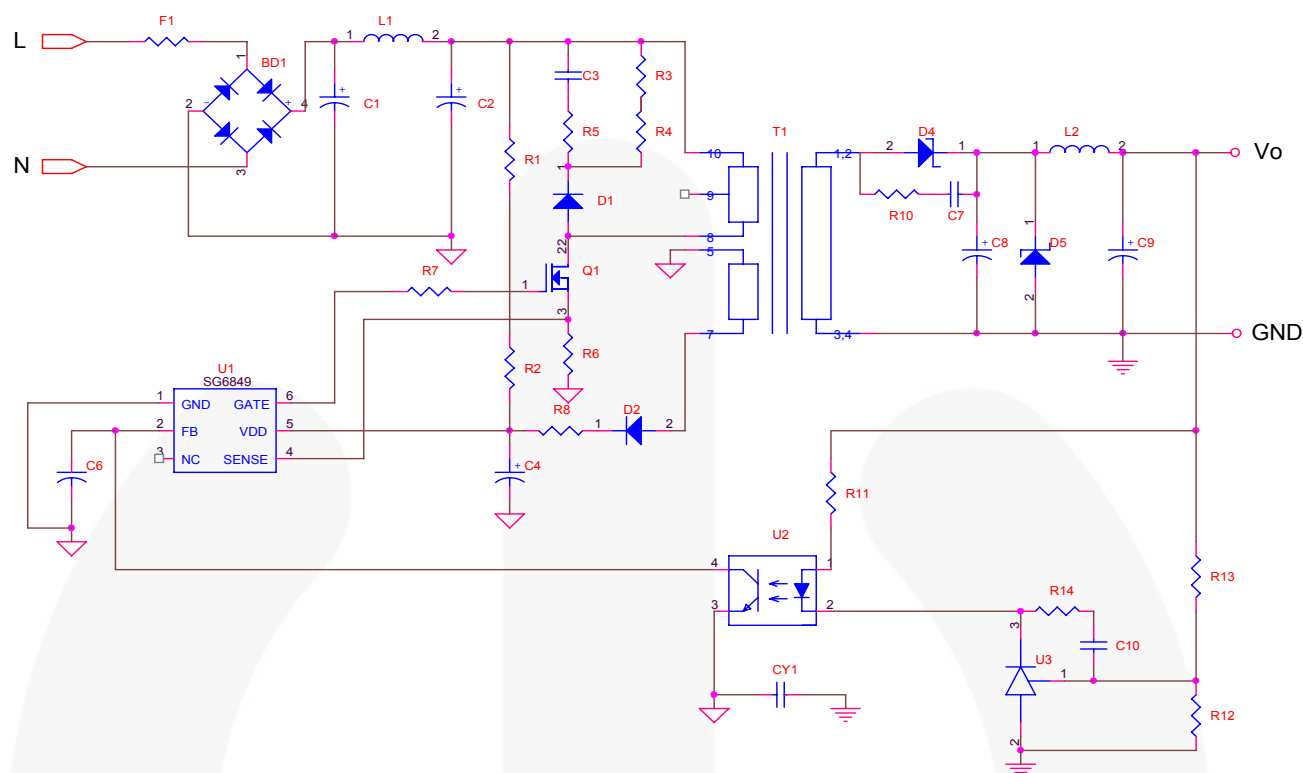 F1
L1
L
1
2
1
BD1
2
4
C1
C2
C3
R3
N
3
R5
R4
R1
T1
D4
L2
1
10
1,2
2
1
1
2
Vo
D1
9
R10
C7
22
8
5
C8
D5
C9
R7
Q1
1
2
3
7
3,4
GND
R6
R2
U1
SG6849
1
GND
GATE
6
R8
D2
2
FB
VDD
5
1
2
3
NC
SENSE
4
C6
C4
R11
U2
4
1
R13
3
2
R14
3
C10
CY1
U3
1
R12
2